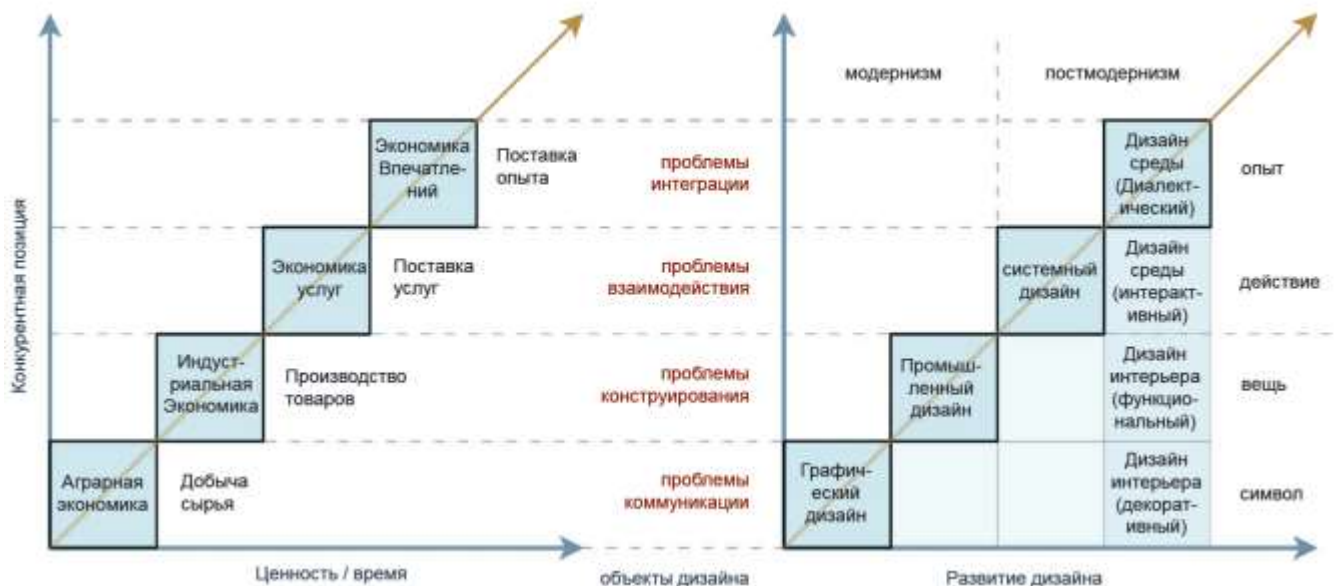 модернизм
постмодернизм
Конкурентная позиция
Экономика
Впечатле-
ний
Поставка
опыта
проблемы
интеграции
Дизайн
среды
(Диалект-
ический)
опыт
Экономика
услуг
Поставка
услуг
проблемы
взаимодействия
системный
дизайн
Дизайн
среды
(интеракт-
ивный)
действие
Индуст-
риальная
Экономика
Производство
товаров
проблемы
конструирования
Промыш-
ленный
дизайн
Дизайн
интерьера
(функцио-
нальный)
вещь
Аграрная
экономика
Добыча
сырья
проблемы
коммуникации
Графич-
еский
дизайн
Дизайн
интерьера
(декорат-
ивный)
символ
Ценность / время
объекты дизайна
Развитие дизайна